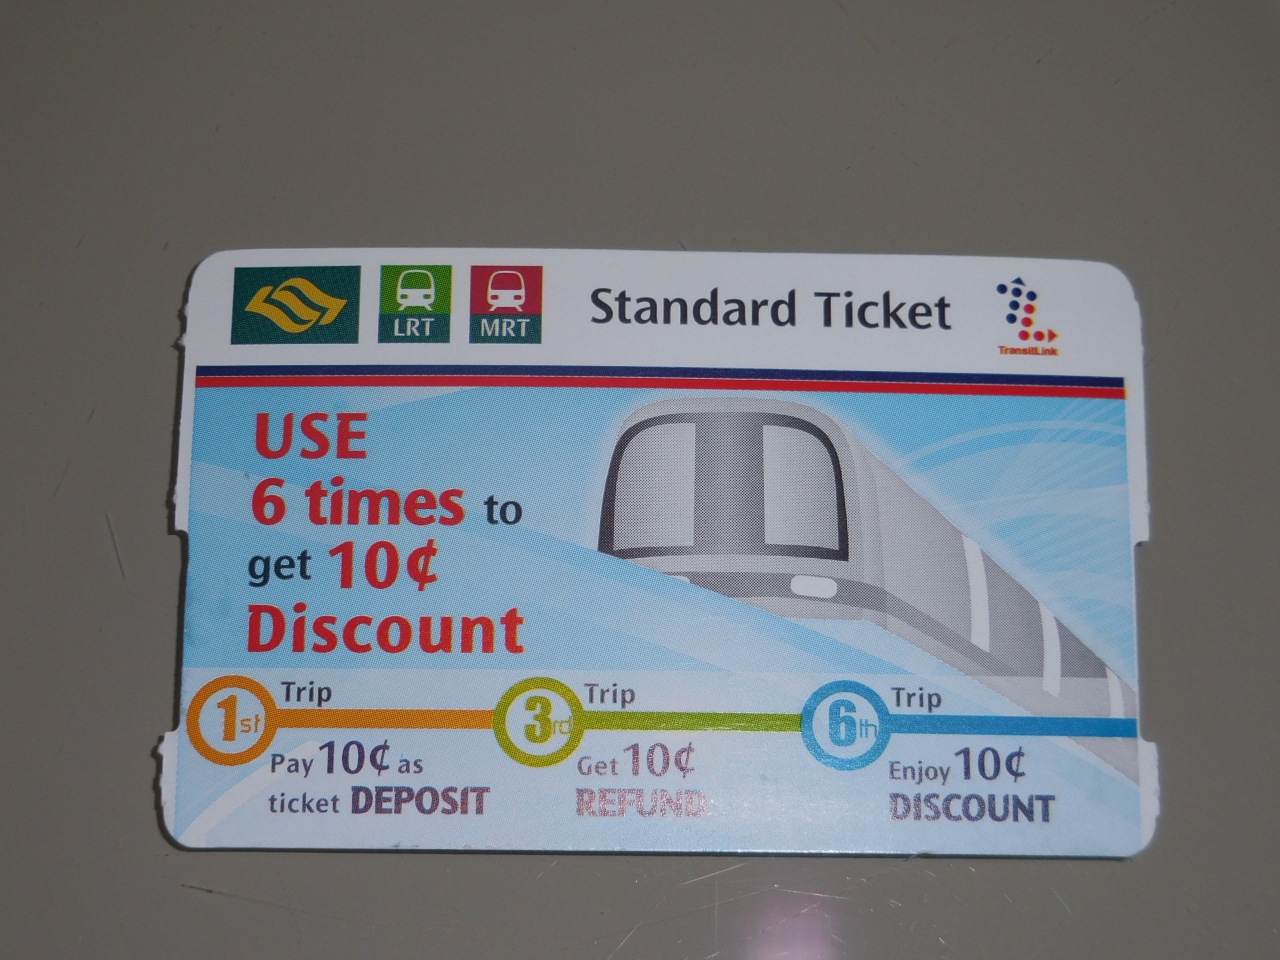 LRT
MRT
Standard Ticket
TransitLink
USE
6 times to
get 10¢
Discount
1st Trip
Pay 10¢ as
ticket DEPOSIT
3rd Trip
Get 10¢
REFUND
6th Trip
Enjoy 10¢
DISCOUNT